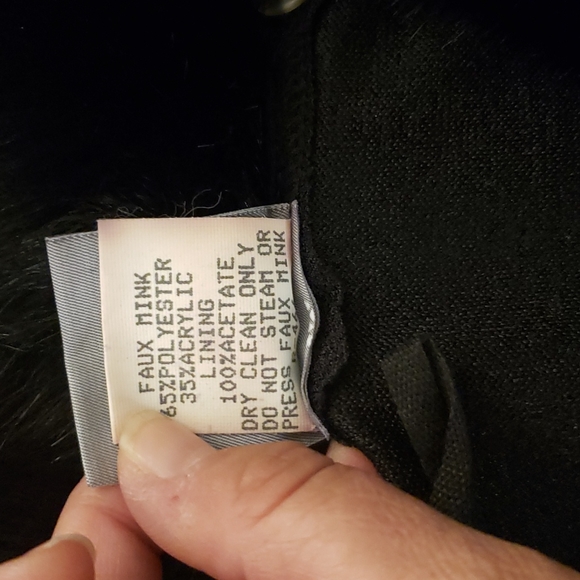 FAUX MINK
65%POLYESTER
35%ACRYLIC
LINING
100%ACETATE
DRY CLEAN ONLY
DO NOT STEAM OR
PRESS FAUX MINK